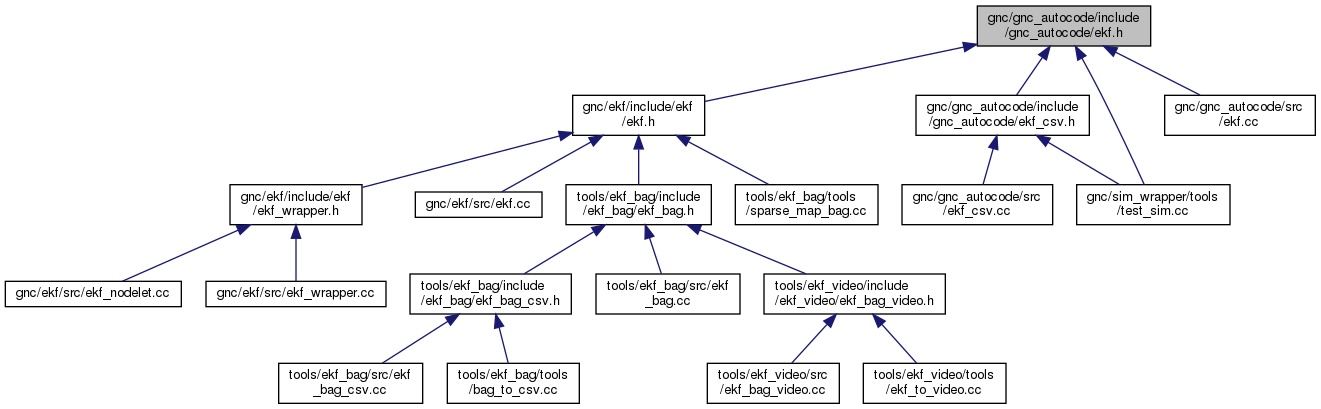 gnc/gnc_autocode/include
/gnc_autocode/ekf.h
gnc/ekf/include/ekf
/ekf.h
gnc/gnc_autocode/include
/gnc_autocode/ekf_csv.h
gnc/gnc_autocode/src
/ekf.cc
gnc/ekf/include/ekf
/ekf_wrapper.h
gnc/ekf/src/ekf.cc
tools/ekf_bag/include
/ekf_bag/ekf_bag.h
tools/ekf_bag/tools
/sparse_map_bag.cc
gnc/gnc_autocode/src
/ekf_csv.cc
gnc/sim_wrapper/tools
/test_sim.cc
gnc/ekf/src/ekf_nodelet.cc
gnc/ekf/src/ekf_wrapper.cc
tools/ekf_bag/include
/ekf_bag/ekf_bag_csv.h
tools/ekf_bag/src/ekf
_bag.cc
tools/ekf_video/include
/ekf_video/ekf_bag_video.h
tools/ekf_bag/src/ekf
_bag_csv.cc
tools/ekf_bag/tools
/bag_to_csv.cc
tools/ekf_video/src
/ekf_bag_video.cc
tools/ekf_video/tools
/ekf_to_video.cc